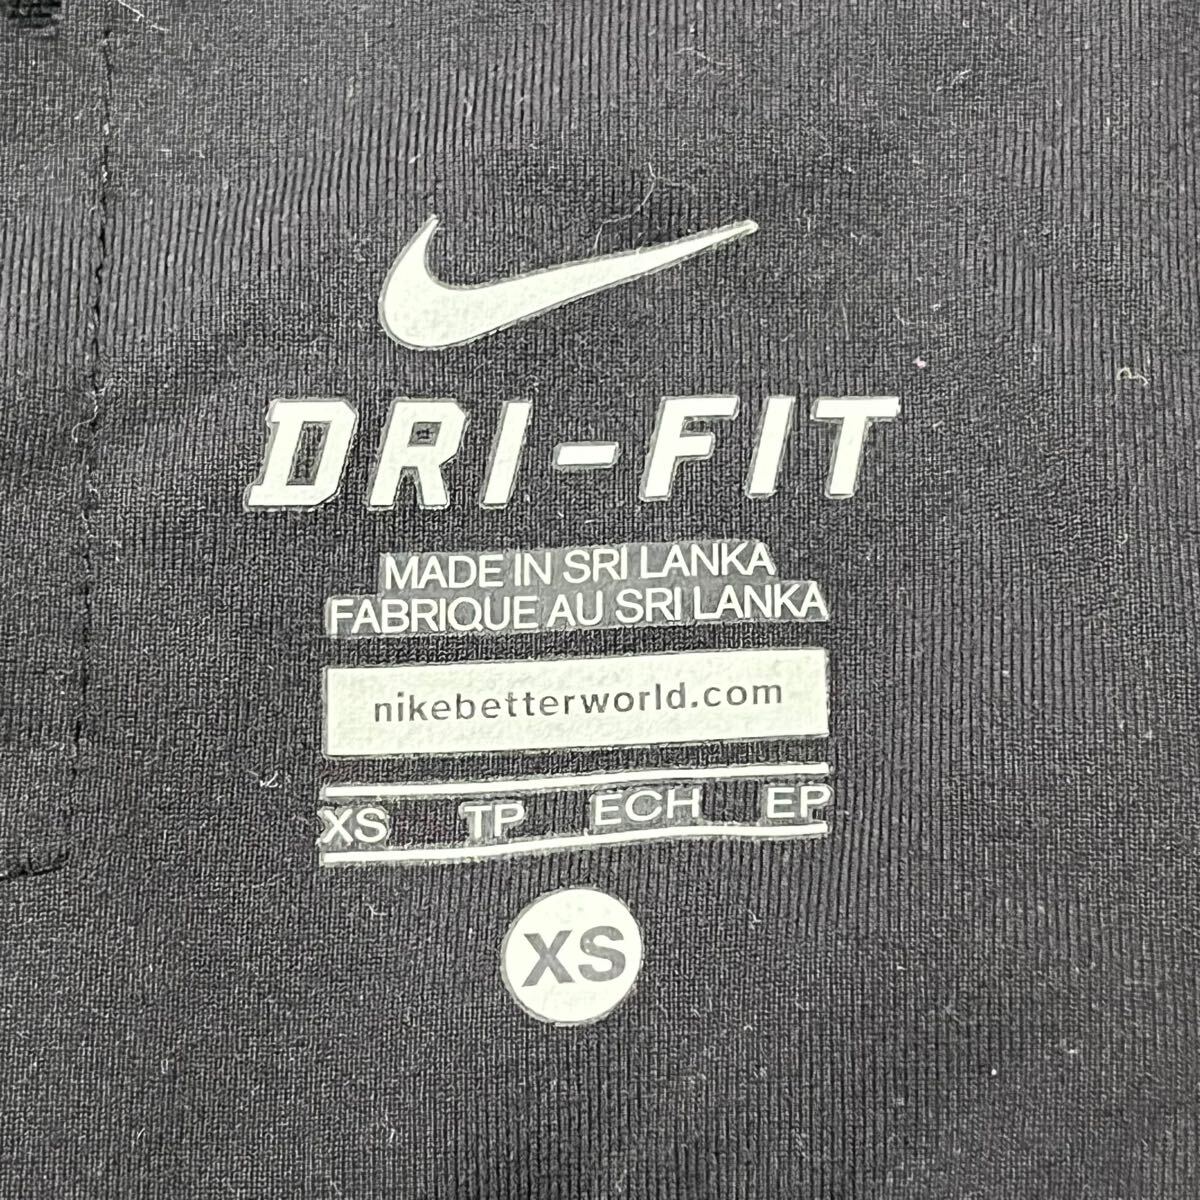 DRI-FIT
MADE IN SRI LANKA
FABRIQUE AU SRI LANKA
nikebetterworld.com
XS TP ECH EP
XS